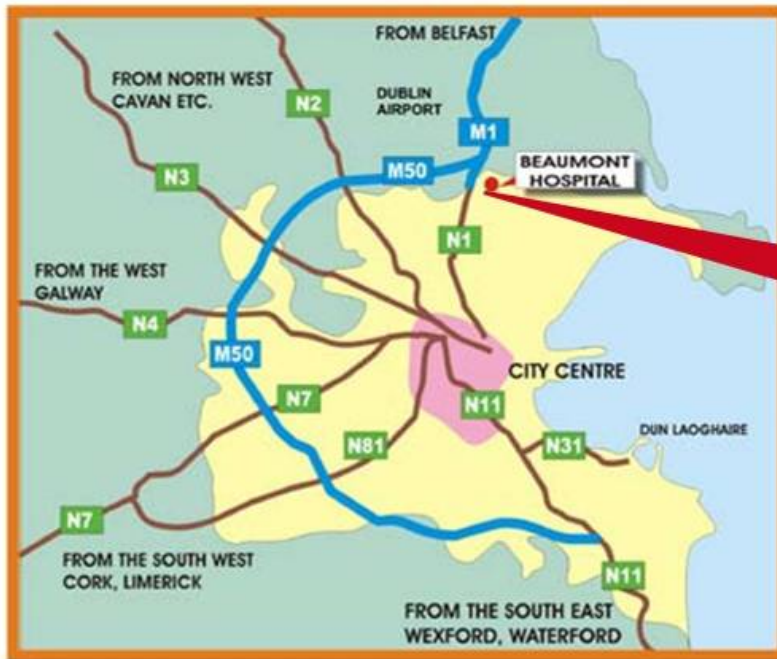 FROM BELFAST
FROM NORTH WEST
CAVAN ETC.
N2
DUBLIN
AIRPORT
M1
M50
BEAUMONT
HOSPITAL
N3
N1
FROM THE WEST
GALWAY
N4
M50
CITY CENTRE
N7
N11
N81
N31
DUN LAOGHAIRE
N7
FROM THE SOUTH WEST
CORK, LIMERICK
N11
FROM THE SOUTH EAST
WEXFORD, WATERFORD